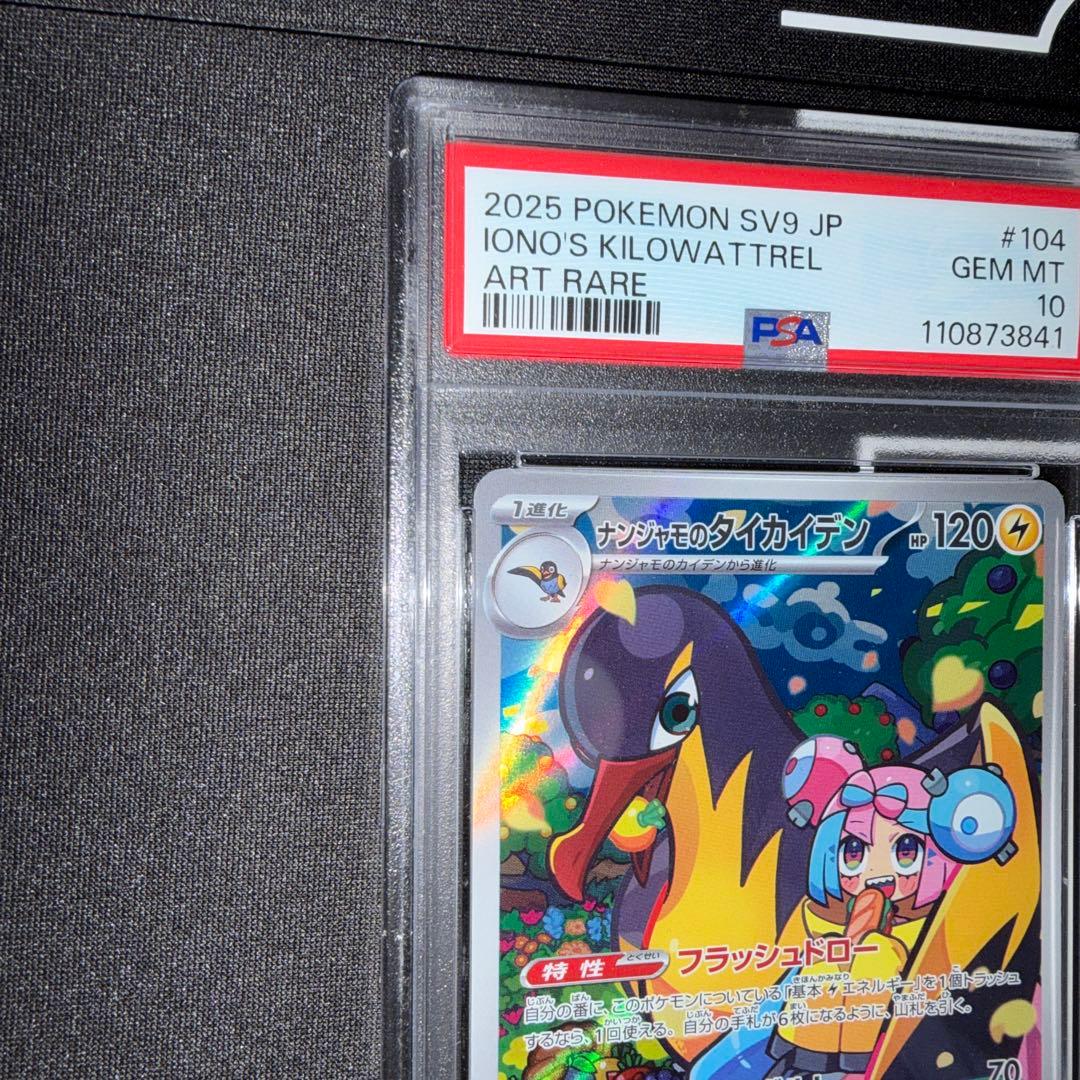 2025 POKEMON SV9 JP #104
IONO'S KILOWATTREL GEM MT
ART RARE 10
PSA 110873841
1進化 ナンジャモのタイカイデン HP 120
ナンジャモのカイデンから進化
特性 とくせい フラッシュドロー
自分の番に、このポケモンについている「基本エネルギー」を1個トラッシュ
するなら、1回使える。自分の手札が6枚になるように、山札を引く。
70